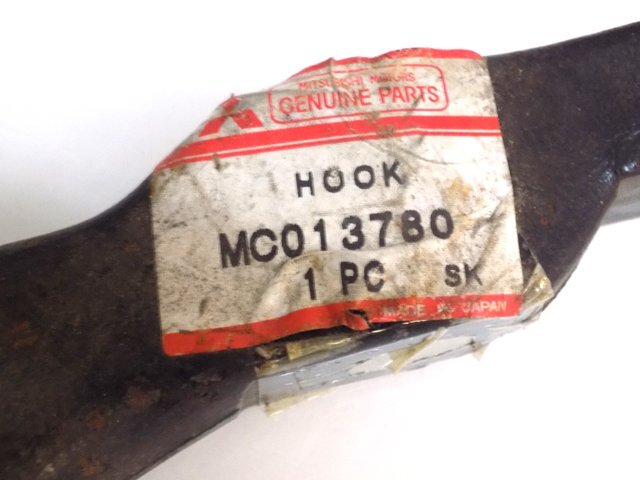 MITSUBISHI MOTORS
GENUINE PARTS
HOOK
MC013780
1 PC SK
MADE IN JAPAN